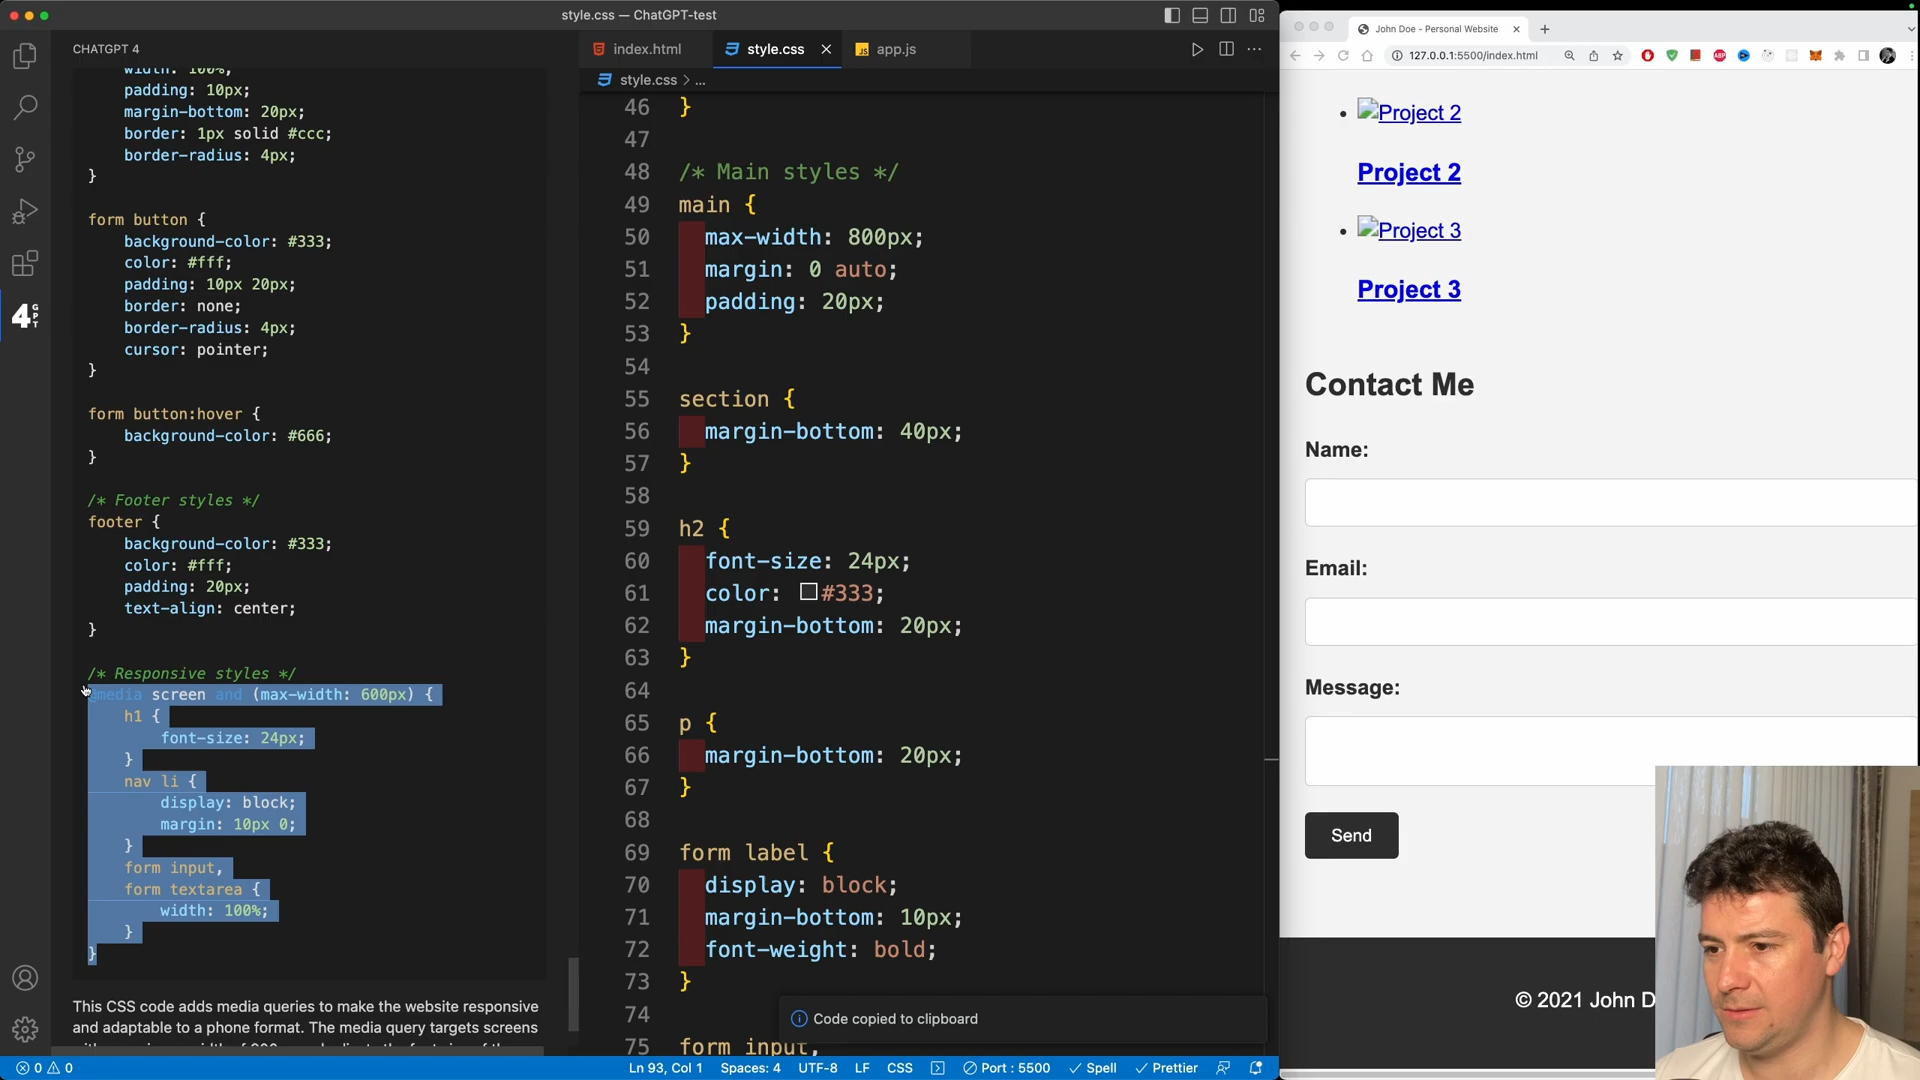 style.css — ChatGPT-test
CHATGPT 4
padding: 10px;
margin-bottom: 20px;
border: 1px solid #ccc;
border-radius: 4px;
}
form button {
background-color: #333;
color: #fff;
padding: 10px 20px;
border: none;
border-radius: 4px;
cursor: pointer;
}
form button:hover {
background-color: #666;
}
/* Footer styles */
footer {
background-color: #333;
color: #fff;
padding: 20px;
text-align: center;
}
/* Responsive styles */
@media screen and (max-width: 600px) {
h1 {
font-size: 24px;
}
nav li {
display: block;
margin: 10px 0;
}
form input,
form textarea {
width: 100%;
}
}
This CSS code adds media queries to make the website responsive
and adaptable to a phone format. The media query targets screens
index.html
style.css
JS app.js
style.css > ...
46 }
47
48 /* Main styles */
49 main {
50 max-width: 800px;
51 margin: 0 auto;
52 padding: 20px;
53 }
54
55 section {
56 margin-bottom: 40px;
57 }
58
59 h2 {
60 font-size: 24px;
61 color: #333;
62 margin-bottom: 20px;
63 }
64
65 p {
66 margin-bottom: 20px;
67 }
68
69 form label {
70 display: block;
71 margin-bottom: 10px;
72 font-weight: bold;
73 }
74
75 form input,
Code copied to clipboard
0 0
Ln 93, Col 1 Spaces: 4 UTF-8 LF CSS Port : 5500 Spell Prettier
John Doe - Personal Website
127.0.0.1:5500/index.html
Project 2
Project 2
Project 3
Project 3
Contact Me
Name:
Email:
Message:
Send
© 2021 John D